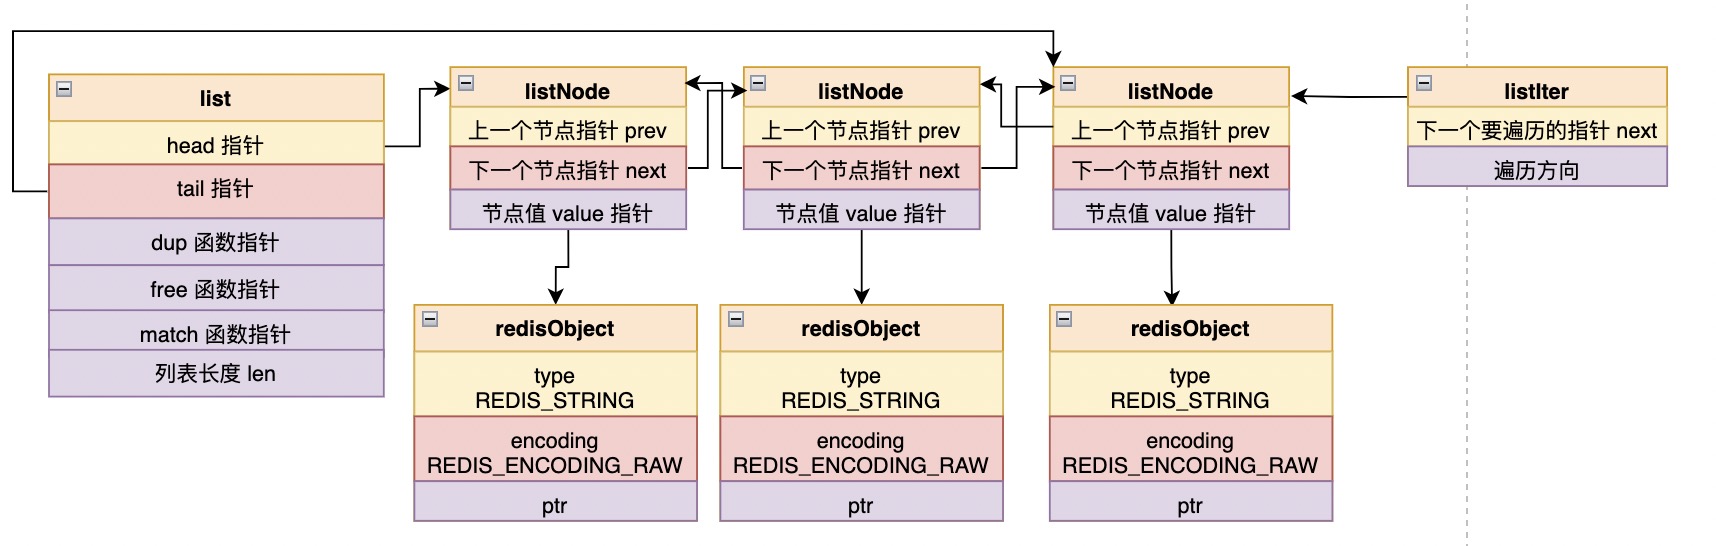 list
head 指针
tail 指针
dup 函数指针
free 函数指针
match 函数指针
列表长度 len
listNode
上一个节点指针 prev
下一个节点指针 next
节点值 value 指针
listNode
上一个节点指针 prev
下一个节点指针 next
节点值 value 指针
listNode
上一个节点指针 prev
下一个节点指针 next
节点值 value 指针
listIter
下一个要遍历的指针 next
遍历方向
redisObject
type
REDIS_STRING
encoding
REDIS_ENCODING_RAW
ptr
redisObject
type
REDIS_STRING
encoding
REDIS_ENCODING_RAW
ptr
redisObject
type
REDIS_STRING
encoding
REDIS_ENCODING_RAW
ptr